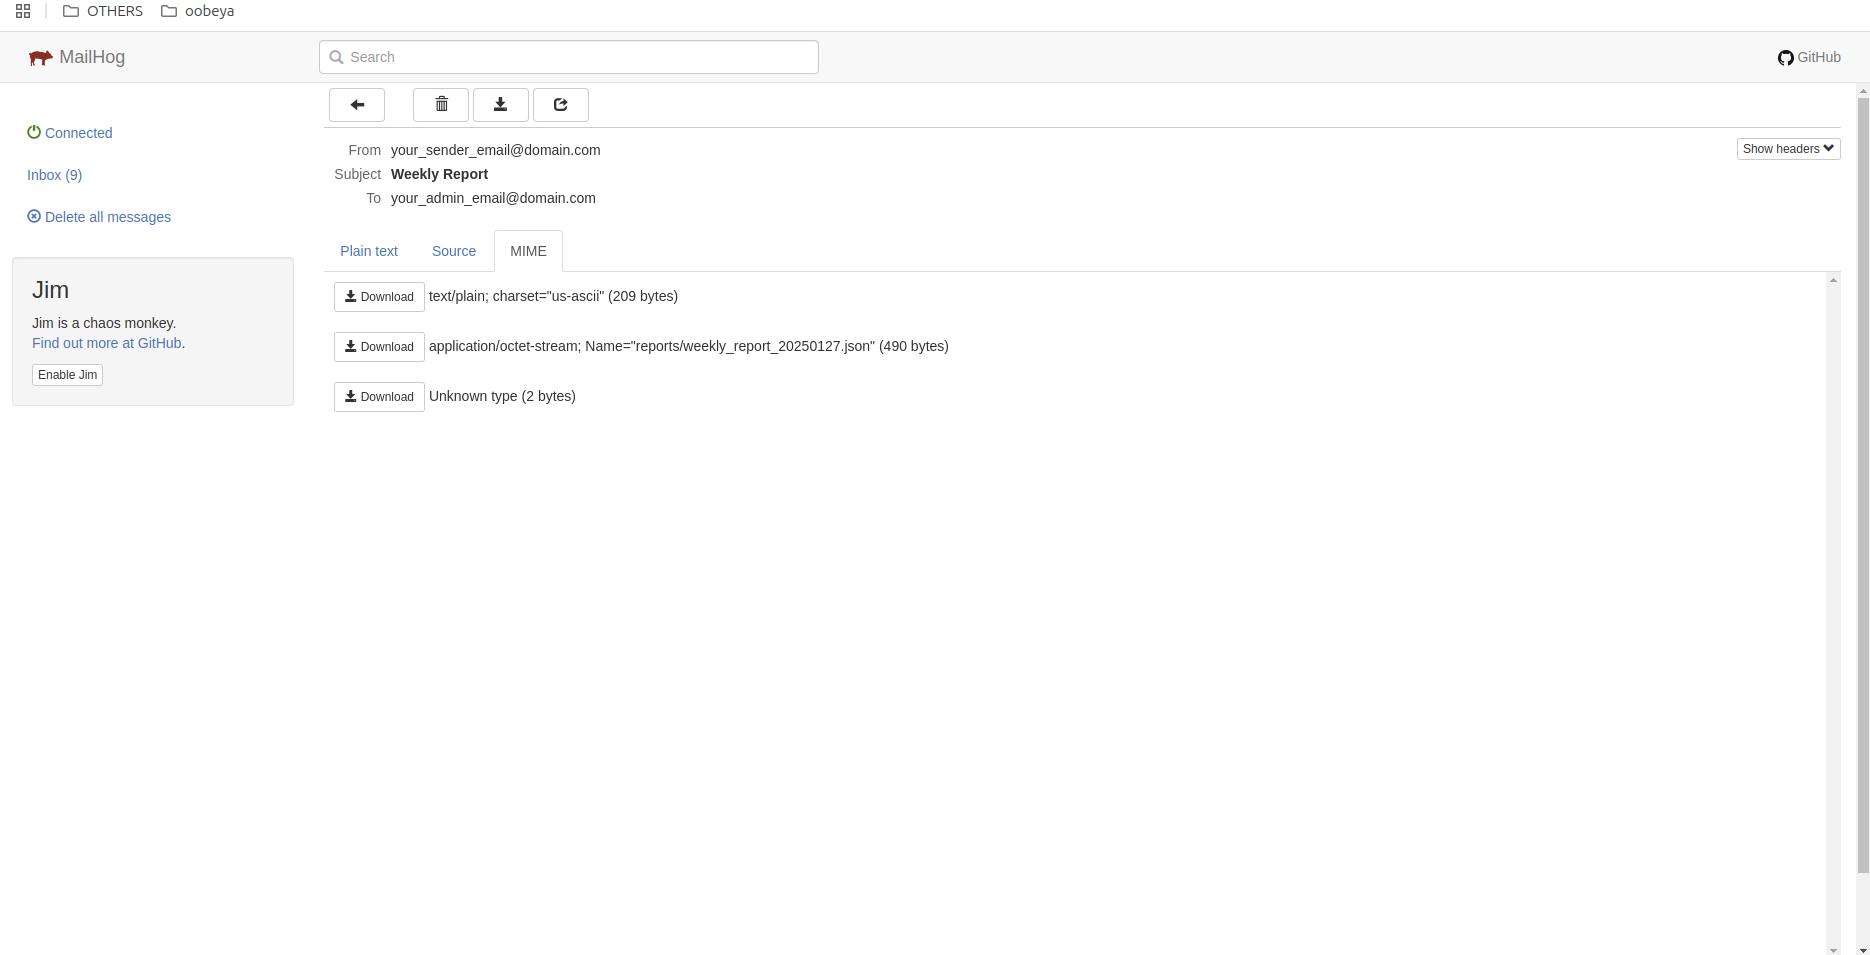 OTHERS oobeya
MailHog Search GitHub
Connected
Inbox (9)
Delete all messages
Jim
Jim is a chaos monkey.
Find out more at GitHub.
Enable Jim
From your_sender_email@domain.com Show headers
Subject Weekly Report
To your_admin_email@domain.com
Plain text Source MIME
Download text/plain; charset="us-ascii" (209 bytes)
Download application/octet-stream; Name="reports/weekly_report_20250127.json" (490 bytes)
Download Unknown type (2 bytes)